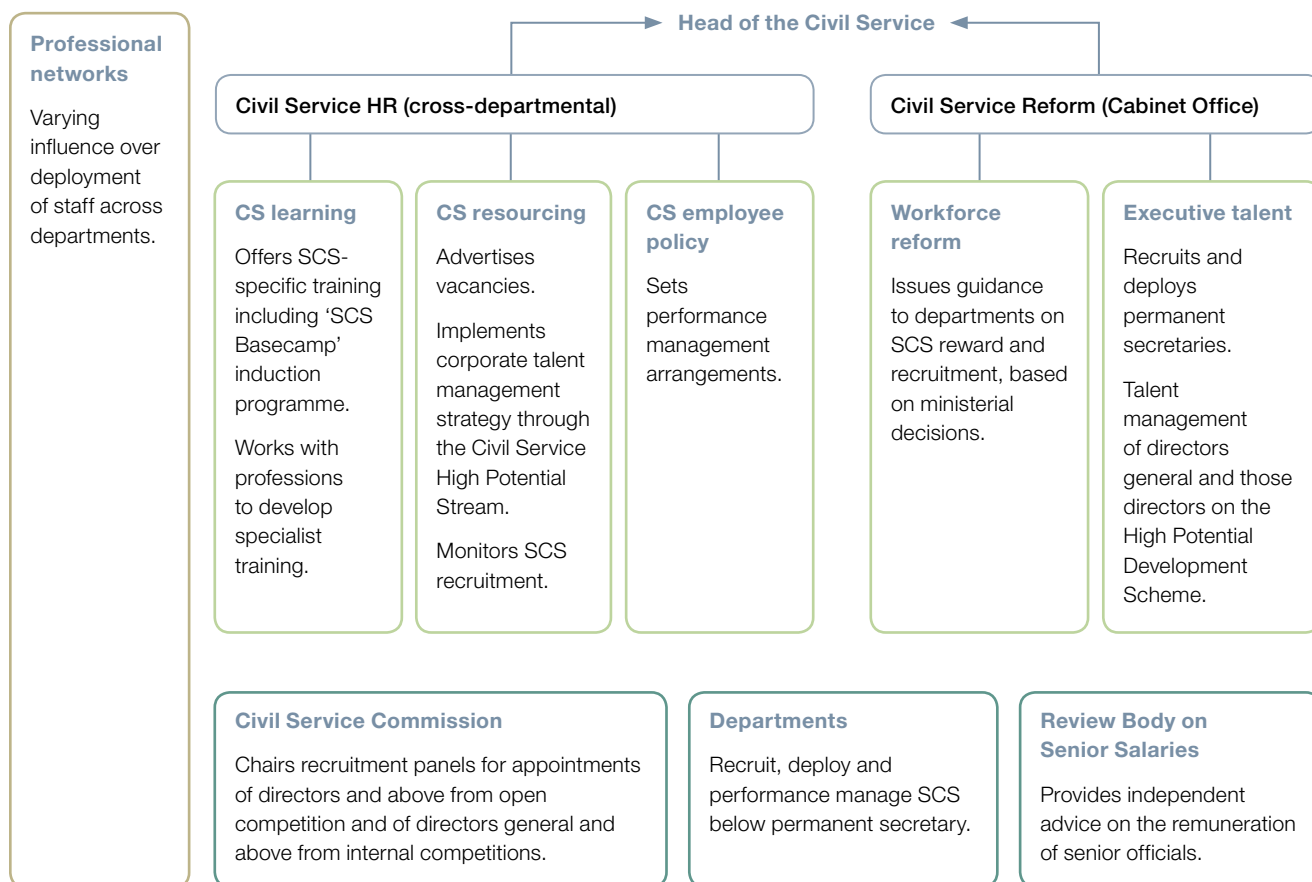 Professional
networks
Varying
influence over
deployment
of staff across
departments.
Head of the Civil Service
Civil Service HR (cross-departmental)
CS learning
Offers SCS-
specific training
including ‘SCS
Basecamp’
induction
programme.
Works with
professions
to develop
specialist
training.
CS resourcing
Advertises
vacancies.
Implements
corporate talent
management
strategy through
the Civil Service
High Potential
Stream.
Monitors SCS
recruitment.
CS employee
policy
Sets
performance
management
arrangements.
Civil Service Reform (Cabinet Office)
Workforce
reform
Issues guidance
to departments on
SCS reward and
recruitment, based
on ministerial
decisions.
Executive talent
Recruits and
deploys
permanent
secretaries.
Talent
management
of directors
general and those
directors on the
High Potential
Development
Scheme.
Civil Service Commission
Chairs recruitment panels for appointments
of directors and above from open
competition and of directors general and
above from internal competitions.
Departments
Recruit, deploy and
performance manage SCS
below permanent secretary.
Review Body on
Senior Salaries
Provides independent
advice on the remuneration
of senior officials.